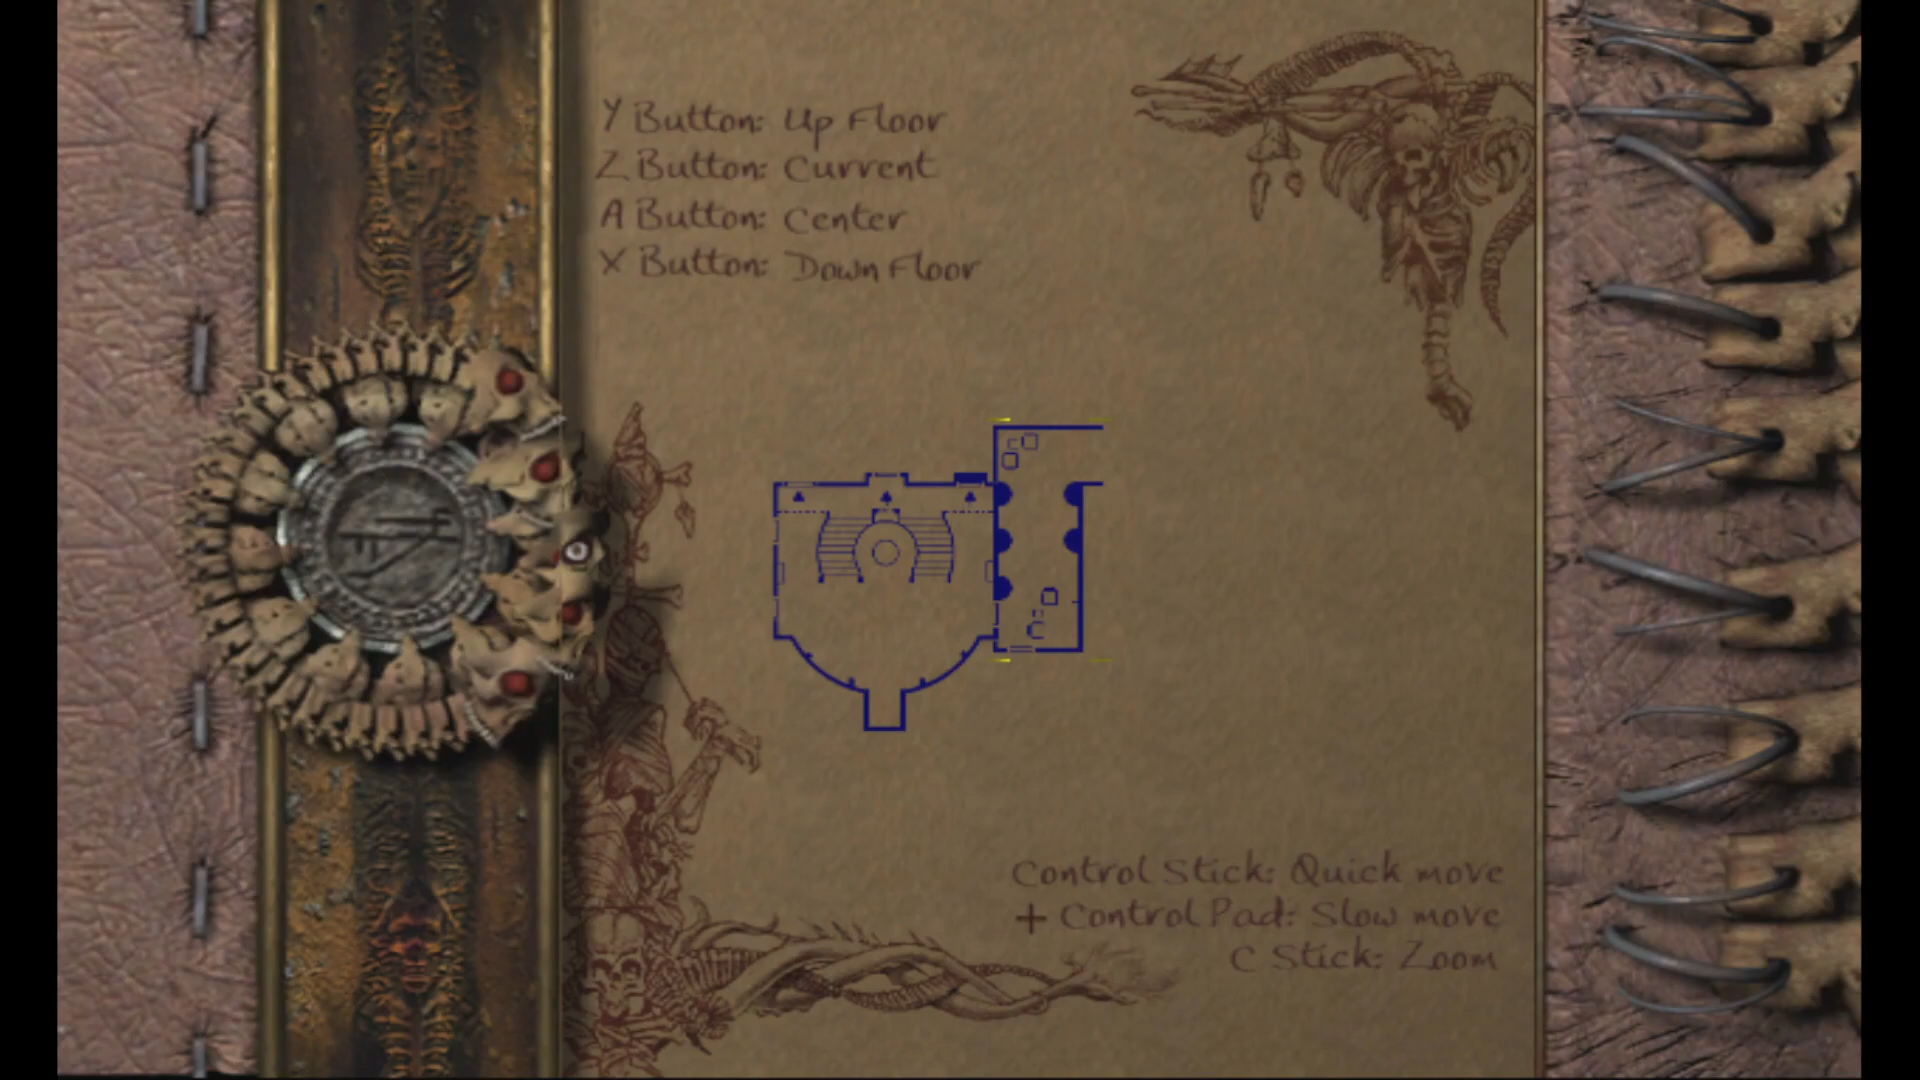 Y Button: Up Floor
Z Button: Current
A Button: Center
X Button: Down Floor
Control Stick: Quick move
+ Control Pad: Slow move
C Stick: Zoom